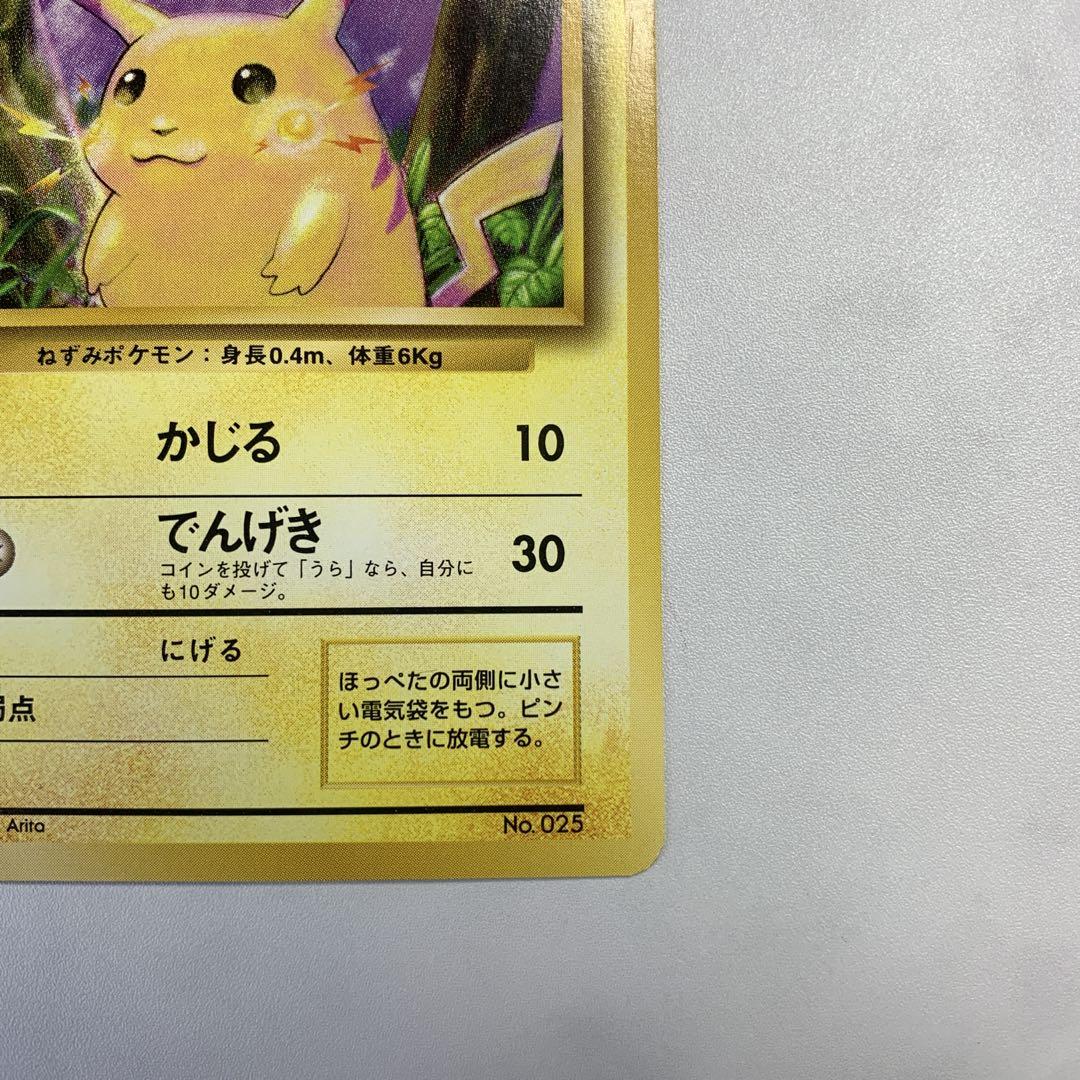 ねずみポケモン：身長0.4m、体重6Kg
かじる 10
でんげき 30
コインを投げて「うら」なら、自分に
も10ダメージ。
にげる
ほっぺたの両側に小さ
い電気袋をもつ。ピン
チのときに放電する。
弱点
Arita No. 025